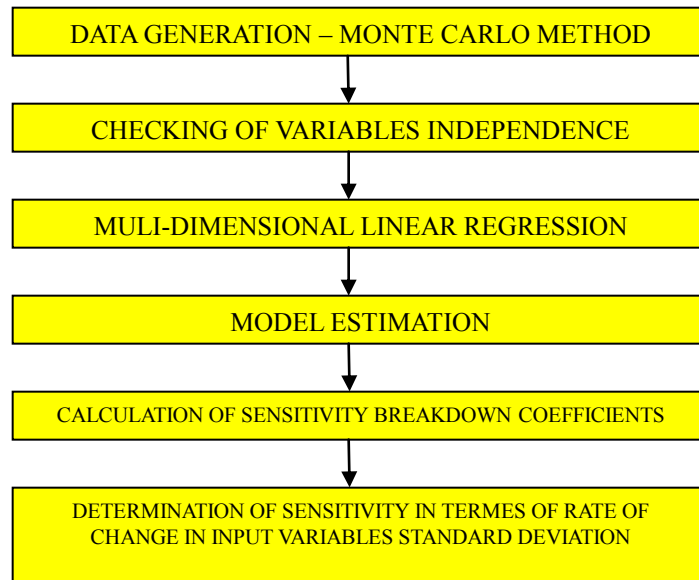 DATA GENERATION – MONTE CARLO METHOD
CHECKING OF VARIABLES INDEPENDENCE
MULI-DIMENSIONAL LINEAR REGRESSION
MODEL ESTIMATION
CALCULATION OF SENSITIVITY BREAKDOWN COEFFICIENTS
DETERMINATION OF SENSITIVITY IN TERMES OF RATE OF
CHANGE IN INPUT VARIABLES STANDARD DEVIATION